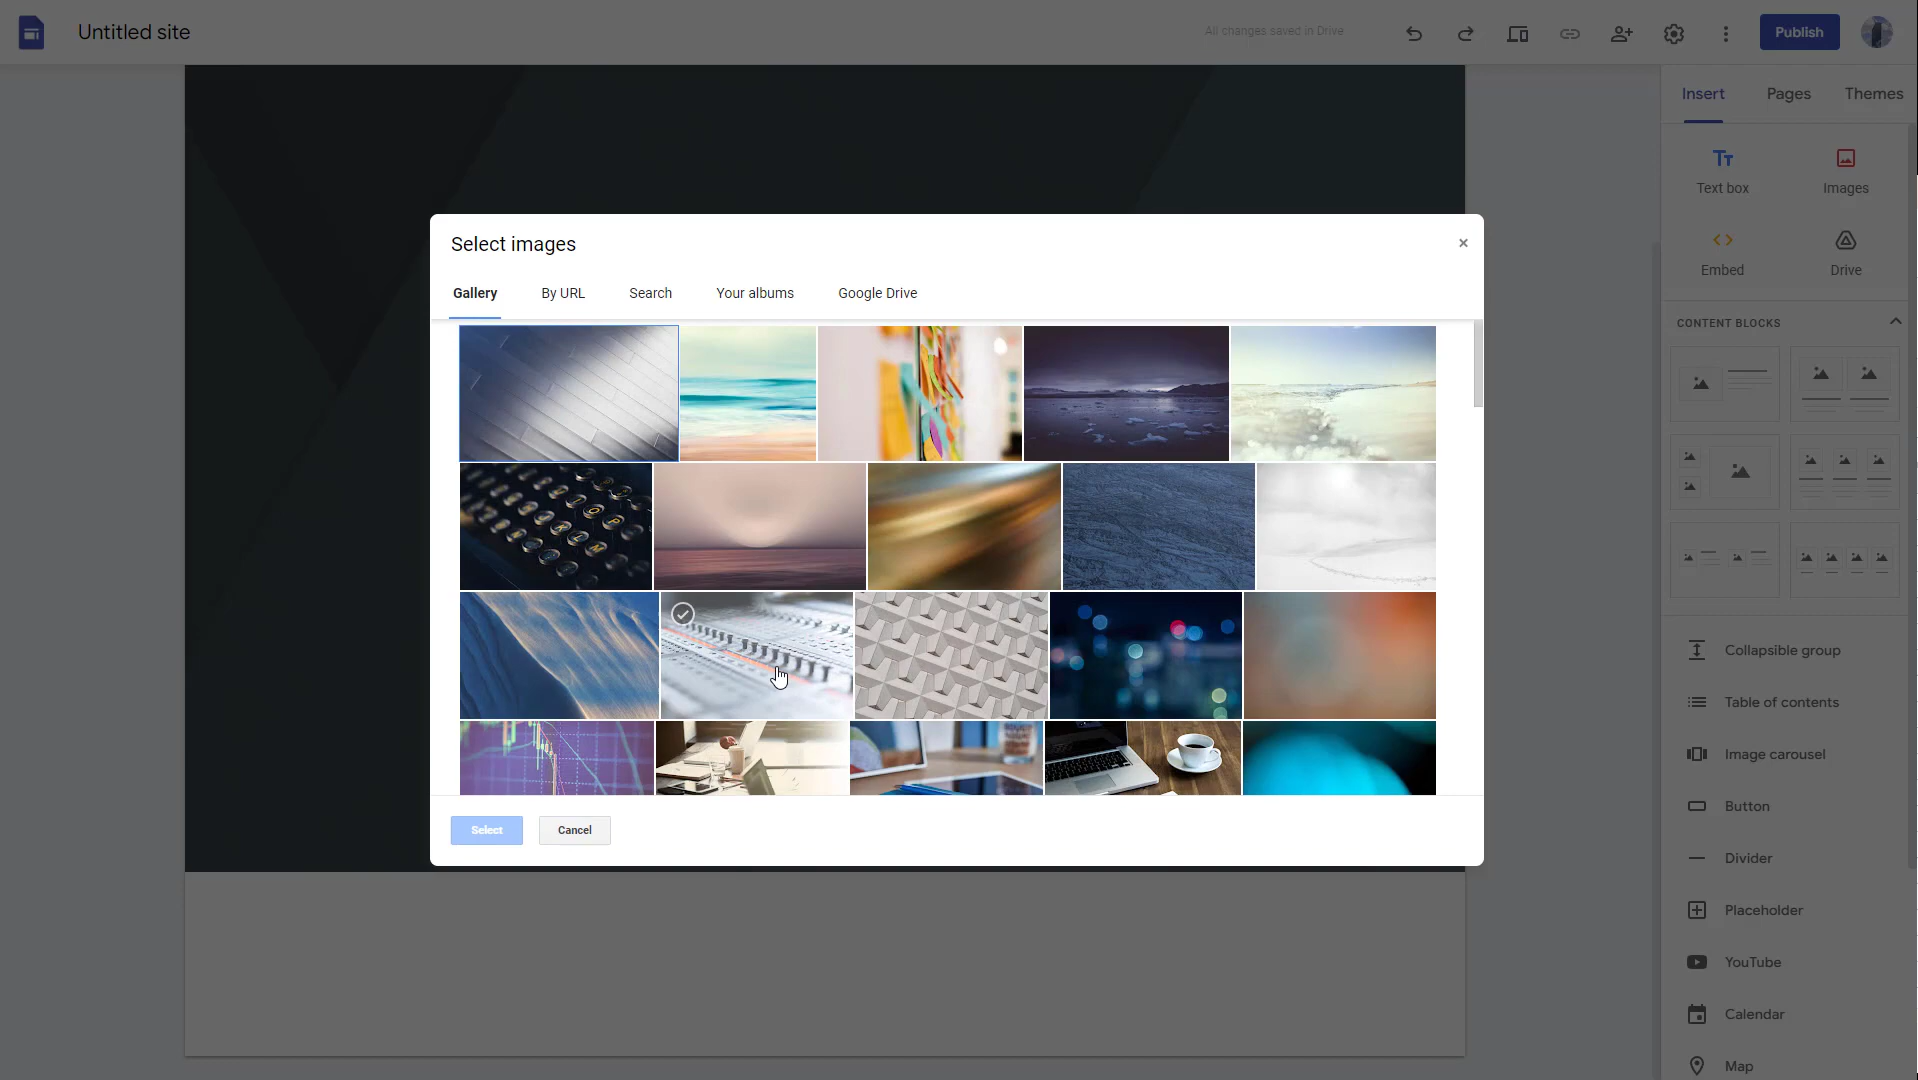 Untitled site
All changes saved in Drive
Publish
Insert
Pages
Themes
Text box
Images
Embed
Drive
CONTENT BLOCKS
Collapsible group
Table of contents
Image carousel
Button
Divider
Placeholder
YouTube
Calendar
Map
Select images
×
Gallery
By URL
Search
Your albums
Google Drive
Select
Cancel